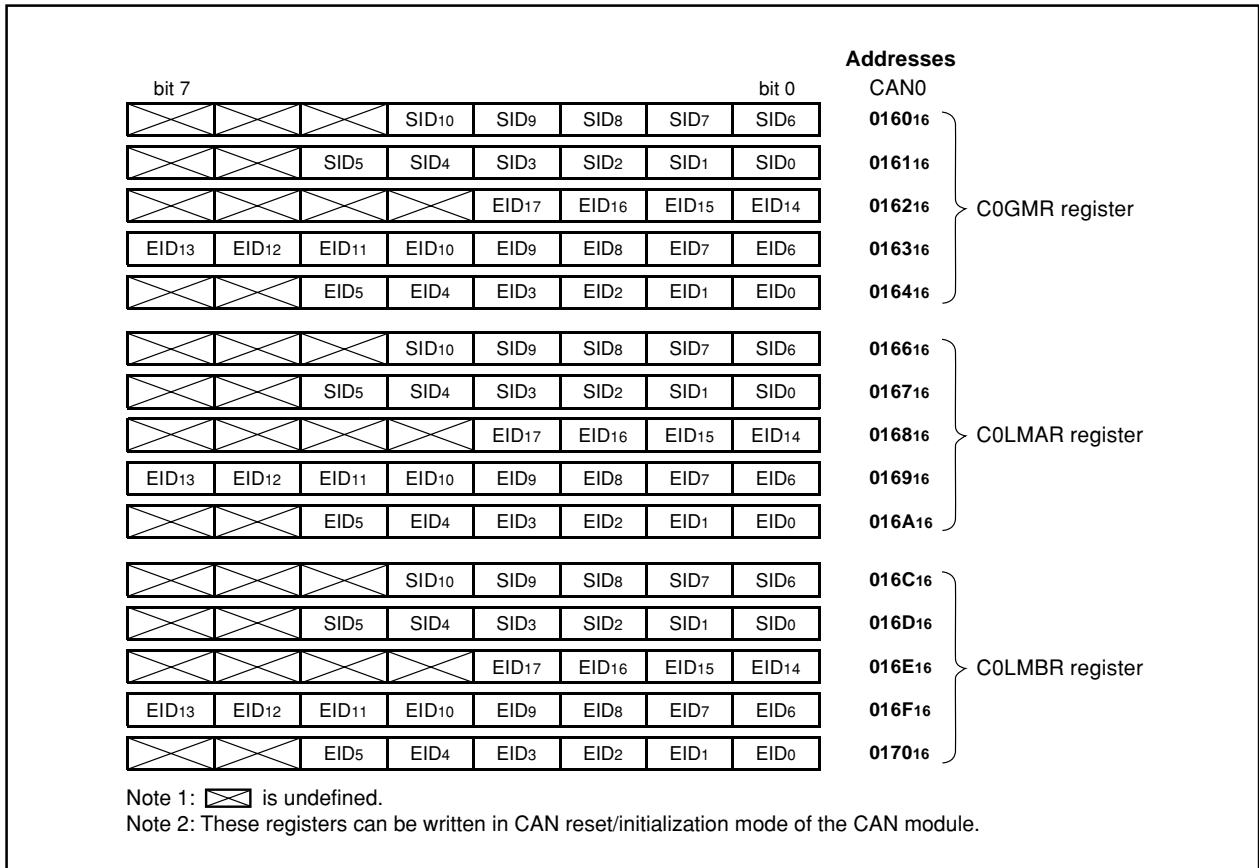 Addresses
bit 7 bit 0 CAN0
SID10 SID9 SID8 SID7 SID6 016016
SID5 SID4 SID3 SID2 SID1 SID0 016116
EID17 EID16 EID15 EID14 016216 C0GMR register
EID13 EID12 EID11 EID10 EID9 EID8 EID7 EID6 016316
EID5 EID4 EID3 EID2 EID1 EID0 016416
SID10 SID9 SID8 SID7 SID6 016616
SID5 SID4 SID3 SID2 SID1 SID0 016716
EID17 EID16 EID15 EID14 016816 C0LMAR register
EID13 EID12 EID11 EID10 EID9 EID8 EID7 EID6 016916
EID5 EID4 EID3 EID2 EID1 EID0 016A16
SID10 SID9 SID8 SID7 SID6 016C16
SID5 SID4 SID3 SID2 SID1 SID0 016D16
EID17 EID16 EID15 EID14 016E16 C0LMBR register
EID13 EID12 EID11 EID10 EID9 EID8 EID7 EID6 016F16
EID5 EID4 EID3 EID2 EID1 EID0 017016
Note 1: is undefined.
Note 2: These registers can be written in CAN reset/initialization mode of the CAN module.